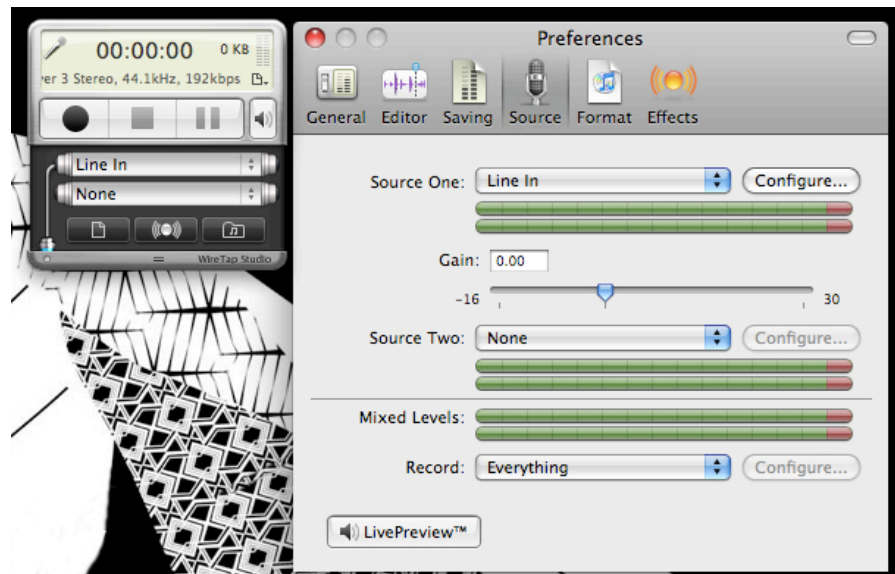 00:00:00 0 KB
er 3 Stereo, 44.1kHz, 192kbps
Line In
None
WireTap Studio
Preferences
General Editor Saving Source Format Effects
Source One: Line In Configure...
Gain: 0.00
-16 30
Source Two: None Configure...
Mixed Levels:
Record: Everything Configure...
LivePreview™